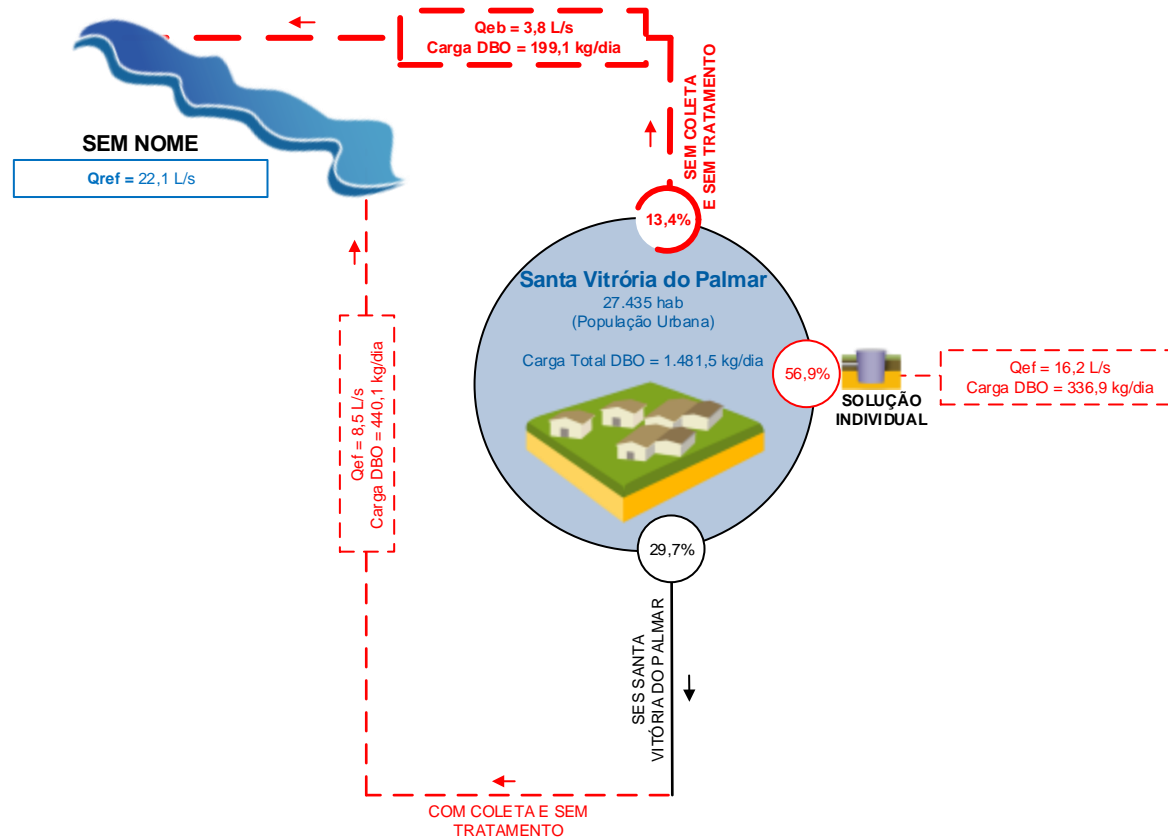 Qeb = 3,8 L/s
Carga DBO = 199,1 kg/dia
SEM COLETA
E SEM TRATAMENTO
SEM NOME
Qref = 22,1 L/s
13,4%
Santa Vitrória do Palmar
27.435 hab
(População Urbana)
Carga Total DBO = 1.481,5 kg/dia
56,9%
SOLUÇÃO
INDIVIDUAL
Qef = 16,2 L/s
Carga DBO = 336,9 kg/dia
Qef = 8,5 L/s
Carga DBO = 440,1 kg/dia
29,7%
SES SANTA
VITÓRIA DO PALMAR
COM COLETA E SEM
TRATAMENTO